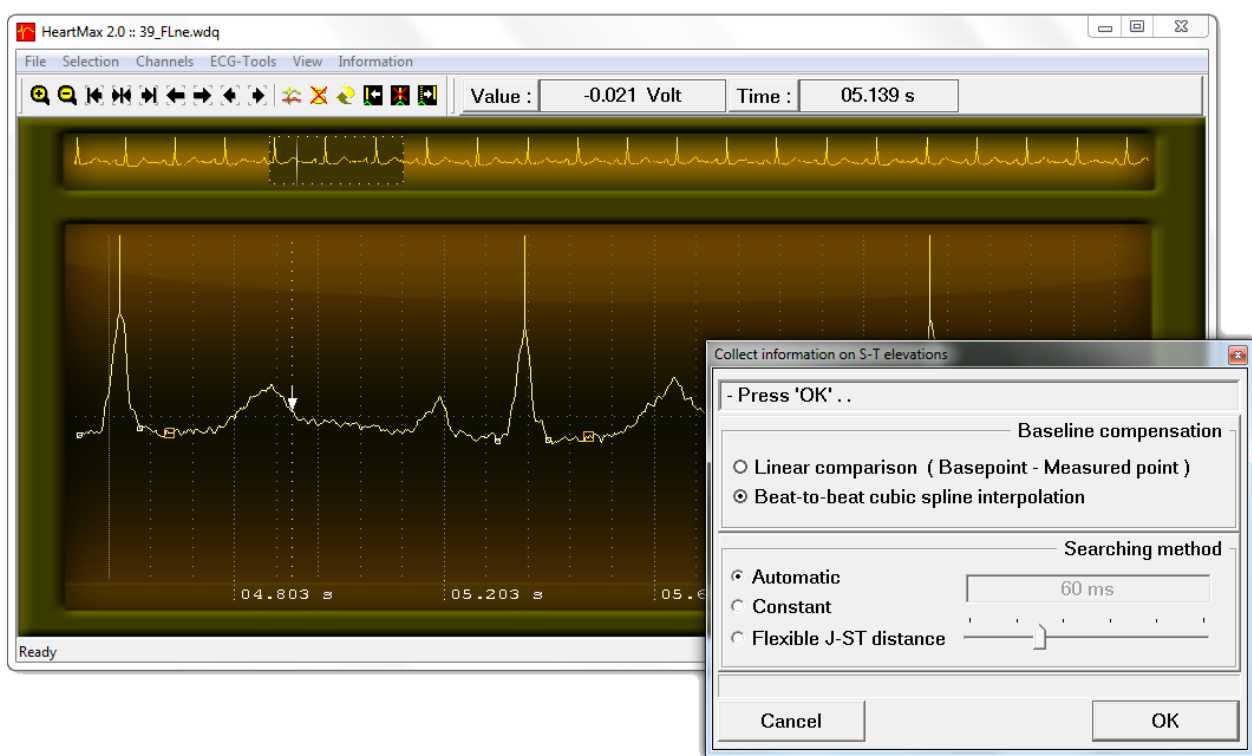 HeartMax 2.0 :: 39_FLne.wdq
File Selection Channels ECG-Tools View Information
Value : -0.021 Volt Time : 05.139 s
04.803 s 05.203 s 05.6
Ready
Collect information on S-T elevations
- Press 'OK' . .
Baseline compensation
Linear comparison ( Basepoint - Measured point )
Beat-to-beat cubic spline interpolation
Searching method
Automatic
60 ms
Constant
Flexible J-ST distance
Cancel OK